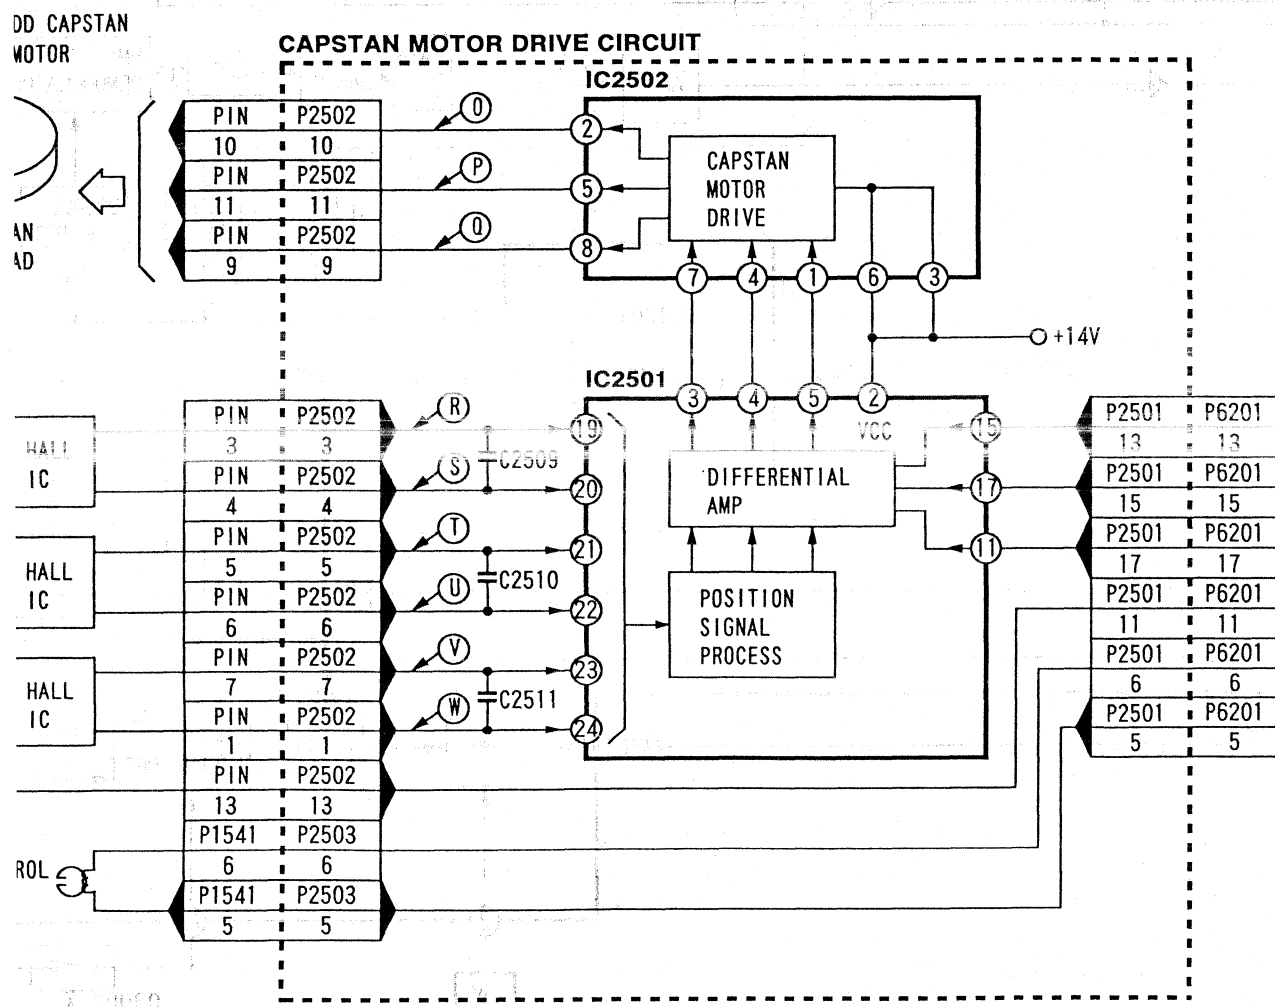 DD CAPSTAN
MOTOR
CAPSTAN MOTOR DRIVE CIRCUIT
IC2502
PIN P2502
10 10
PIN P2502
11 11
PIN P2502
9 9
AN
AD
O
P
Q
2
5
8
CAPSTAN
MOTOR
DRIVE
7 4 1 6 3
+14V
IC2501
3 4 5 2
VCC
HALL
IC
HALL
IC
HALL
IC
PIN P2502
3 3
PIN P2502
4 4
PIN P2502
5 5
PIN P2502
6 6
PIN P2502
7 7
PIN P2502
1 1
PIN P2502
13 13
P1541 P2503
6 6
P1541 P2503
5 5
ROL
R
S
T
U
V
W
C2509
C2510
C2511
19
20
21
22
23
24
DIFFERENTIAL
AMP
POSITION
SIGNAL
PROCESS
15
17
11
P2501 P6201
13 13
P2501 P6201
15 15
P2501 P6201
17 17
P2501 P6201
11 11
P2501 P6201
6 6
P2501 P6201
5 5